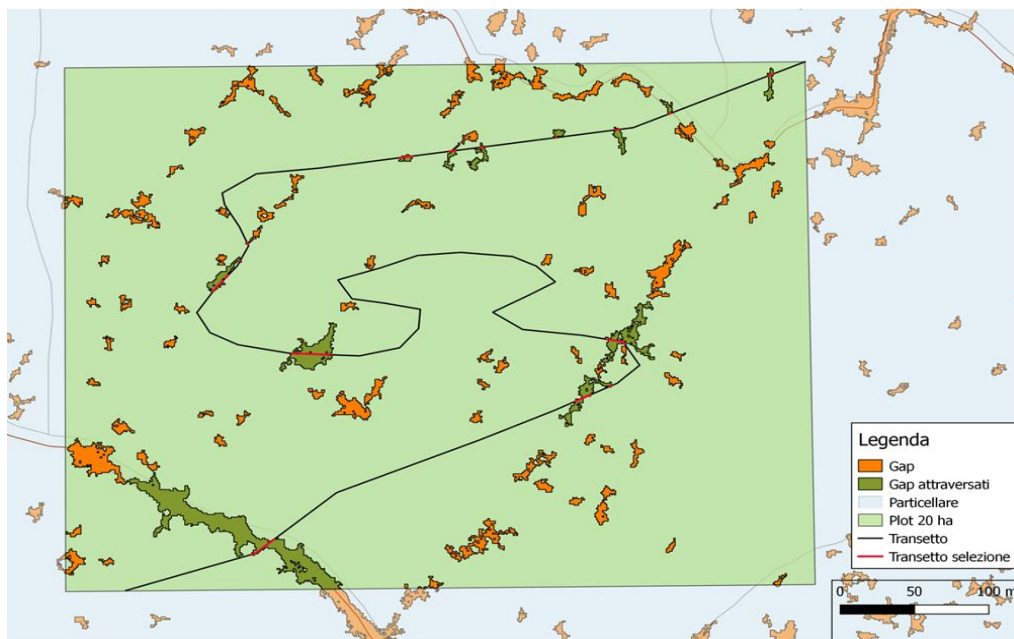 Legenda
Gap
Gap attraversati
Particellare
Plot 20 ha
Transetto
Transetto selezione
0 50 100 m